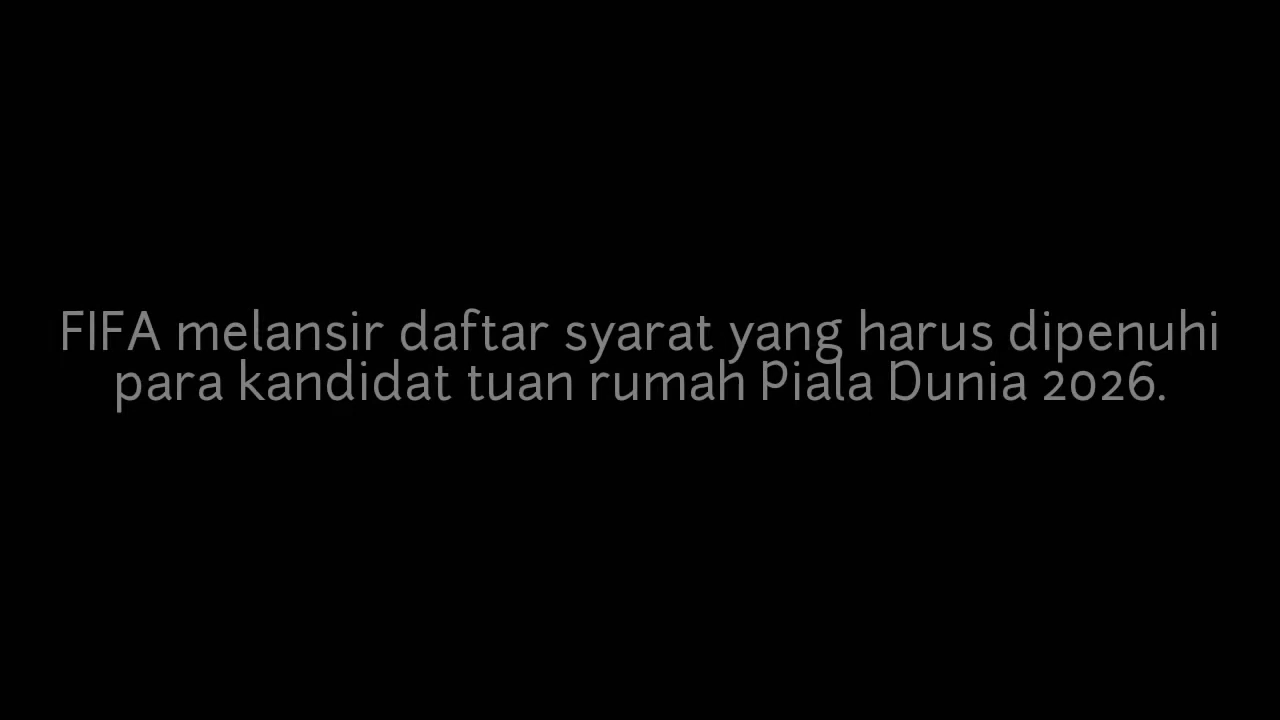 FIFA melansir daftar syarat yang harus dipenuhi
para kandidat tuan rumah Piala Dunia 2026.